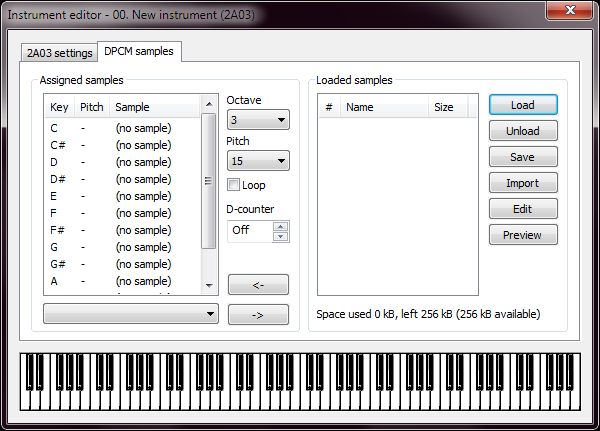 Instrument editor - 00. New instrument (2A03)
2A03 settings DPCM samples
Assigned samples
Key Pitch Sample
C - (no sample)
C# - (no sample)
D - (no sample)
D# - (no sample)
E - (no sample)
F - (no sample)
F# - (no sample)
G - (no sample)
G# - (no sample)
A - (no sample)
Octave
3
Pitch
15
Loop
D-counter
Off
<-
->
Loaded samples
# Name Size
Load
Unload
Save
Import
Edit
Preview
Space used 0 kB, left 256 kB (256 kB available)